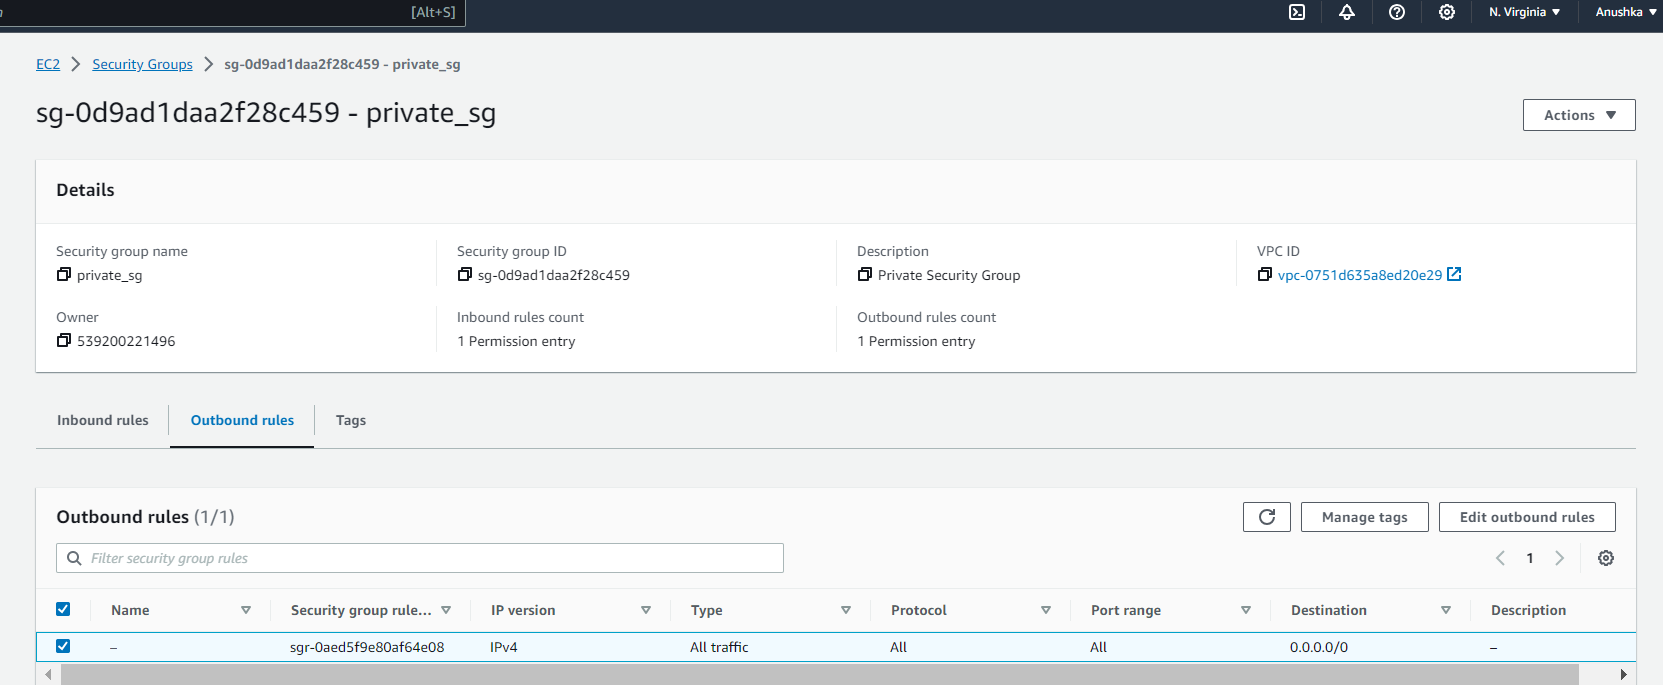 [Alt+S] N. Virginia Anushka
EC2 Security Groups sg-0d9ad1daa2f28c459 - private_sg
sg-0d9ad1daa2f28c459 - private_sg
Actions
Details
Security group name Security group ID Description VPC ID
private_sg sg-0d9ad1daa2f28c459 Private Security Group vpc-0751d635a8ed20e29
Owner Inbound rules count Outbound rules count
539200221496 1 Permission entry 1 Permission entry
Inbound rules Outbound rules Tags
Outbound rules (1/1) Manage tags Edit outbound rules
Filter security group rules 1
Name Security group rule... IP version Type Protocol Port range Destination Description
– sgr-0aed5f9e80af64e08 IPv4 All traffic All All 0.0.0.0/0 –